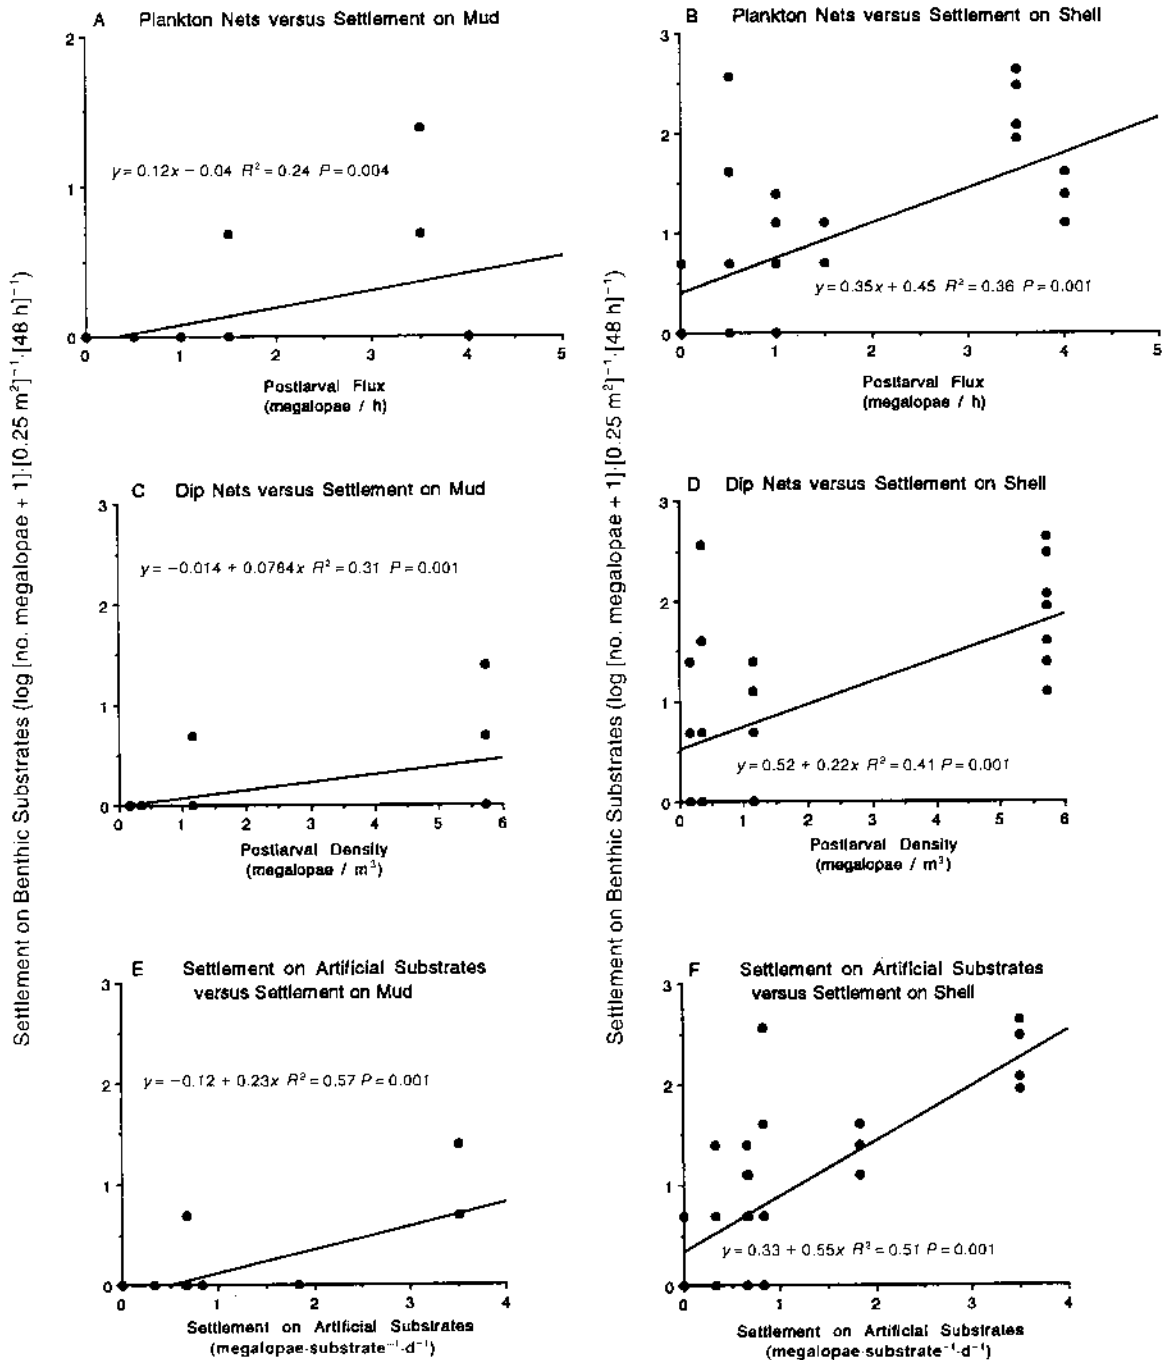 A Plankton Nets versus Settlement on Mud
2
1
0
y = 0.12x − 0.04 R² = 0.24 P = 0.004
0 1 2 3 4 5
Postlarval Flux
(megalopae / h)
B Plankton Nets versus Settlement on Shell
3
2
1
0
y = 0.35x + 0.45 R² = 0.36 P = 0.001
0 1 2 3 4 5
Postlarval Flux
(megalopae / h)
Settlement on Benthic Substrates (log [no. megalopae + 1]·[0.25 m²]⁻¹·[48 h]⁻¹)
Settlement on Benthic Substrates (log [no. megalopae + 1]·[0.25 m²]⁻¹·[48 h]⁻¹)
C Dip Nets versus Settlement on Mud
3
2
1
0
y = −0.014 + 0.0764x R² = 0.31 P = 0.001
0 1 2 3 4 5 6
Postlarval Density
(megalopae / m³)
D Dip Nets versus Settlement on Shell
3
2
1
0
y = 0.52 + 0.22x R² = 0.41 P = 0.001
0 1 2 3 4 5 6
Postlarval Density
(megalopae / m³)
E Settlement on Artificial Substrates
versus Settlement on Mud
3
2
1
0
y = −0.12 + 0.23x R² = 0.57 P = 0.001
0 1 2 3 4
Settlement on Artificial Substrates
(megalopae·substrate⁻¹·d⁻¹)
F Settlement on Artificial Substrates
versus Settlement on Shell
3
2
1
0
y = 0.33 + 0.55x R² = 0.51 P = 0.001
0 1 2 3 4
Settlement on Artificial Substrates
(megalopae·substrate⁻¹·d⁻¹)